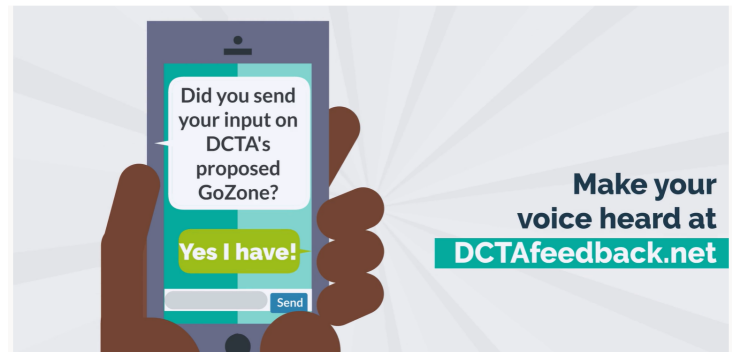 Did you send
your input on
DCTA's
proposed
GoZone?
Yes I have!
Send
Make your
voice heard at
DCTAfeedback.net